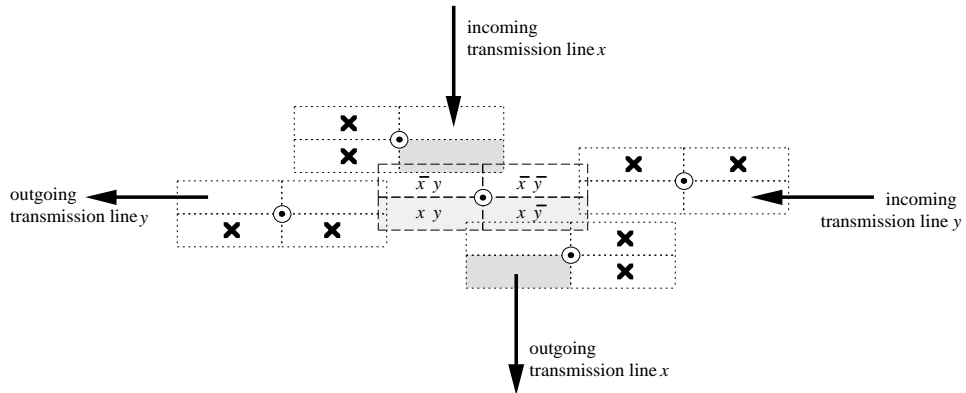 incoming
transmission line x
x̅ y x̅ y̅
outgoing
transmission line y
x y x y̅
incoming
transmission line y
outgoing
transmission line x